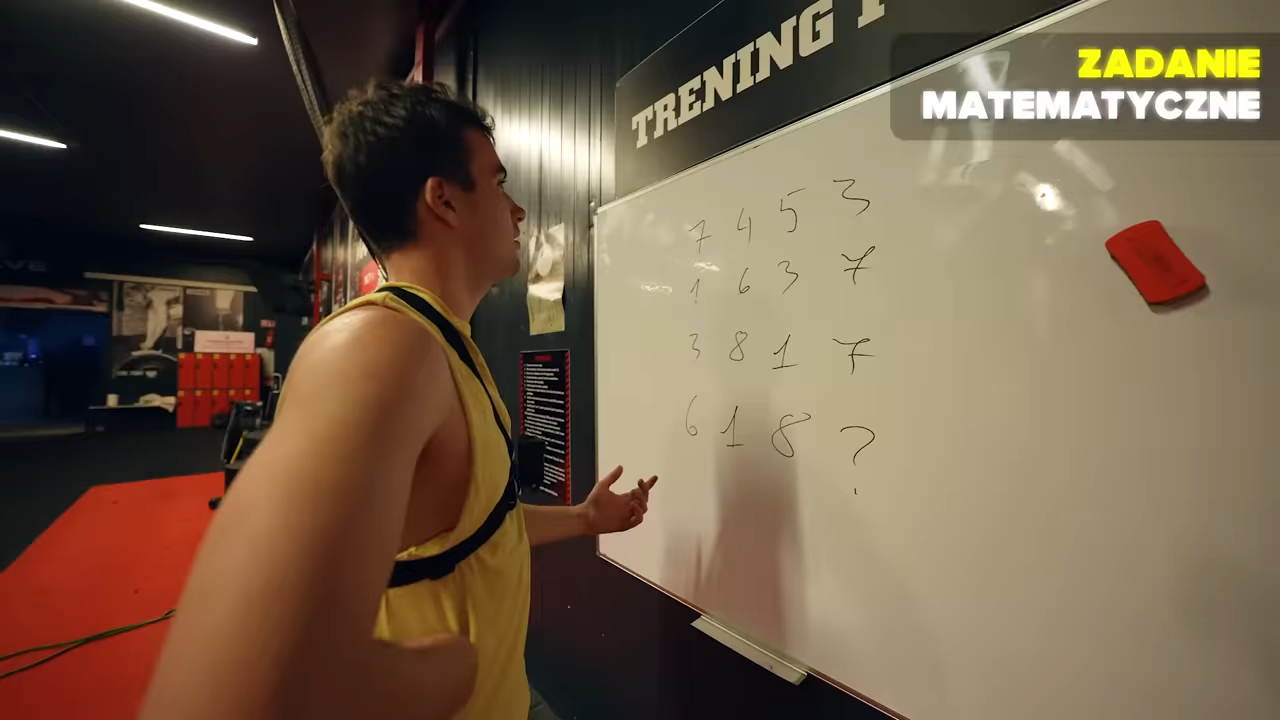 TRENING
ZADANIE
MATEMATYCZNE
7 4 5 3
1 6 3 7
3 8 1 7
6 1 8 ?